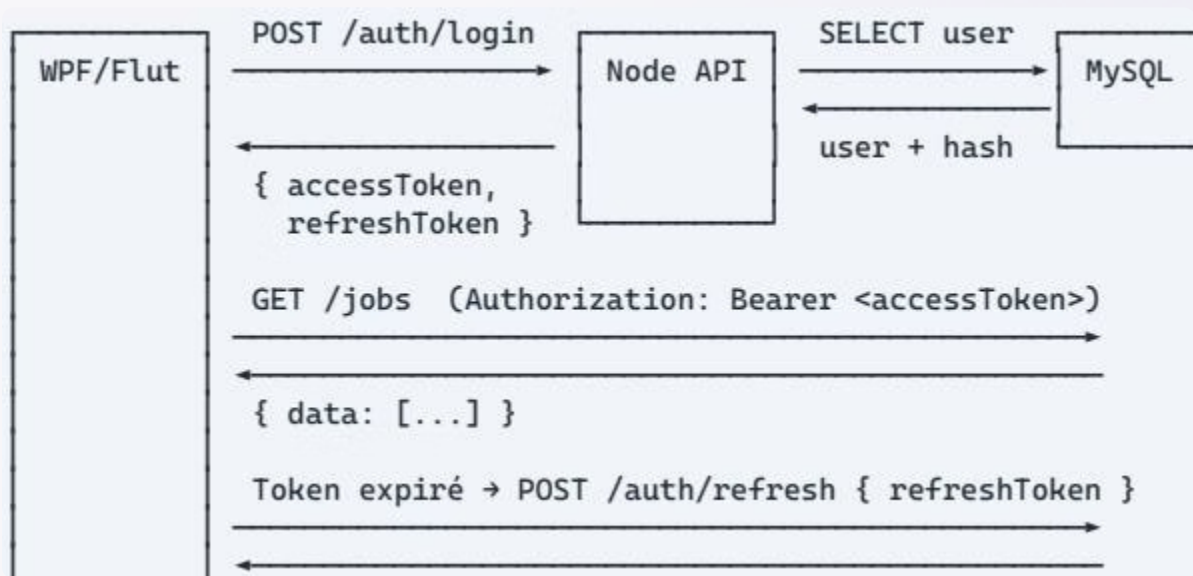 POST /auth/login
SELECT user
WPF/Flut
Node API
MySQL
user + hash
{ accessToken,
refreshToken }
GET /jobs (Authorization: Bearer <accessToken>)
{ data: [...] }
Token expiré → POST /auth/refresh { refreshToken }